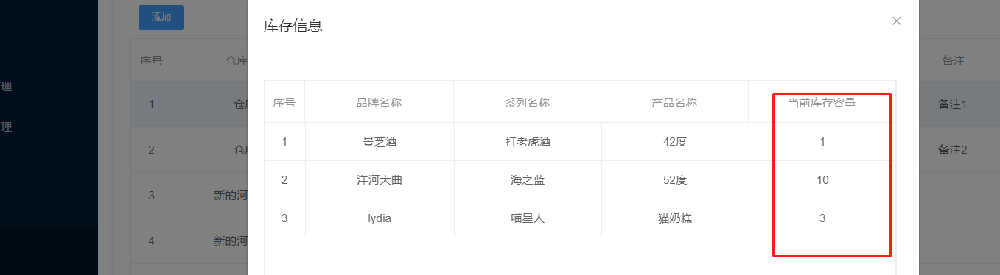 添加
库存信息
序号 仓库
备注
理
序号 品牌名称 系列名称 产品名称 当前库存容量
1 仓库
备注1
理
1 景芝酒 打老虎酒 42度 1
2
备注2
2 洋河大曲 海之蓝 52度 10
3 新的河
3 lydia 喵星人 猫奶糕 3
4 新的河